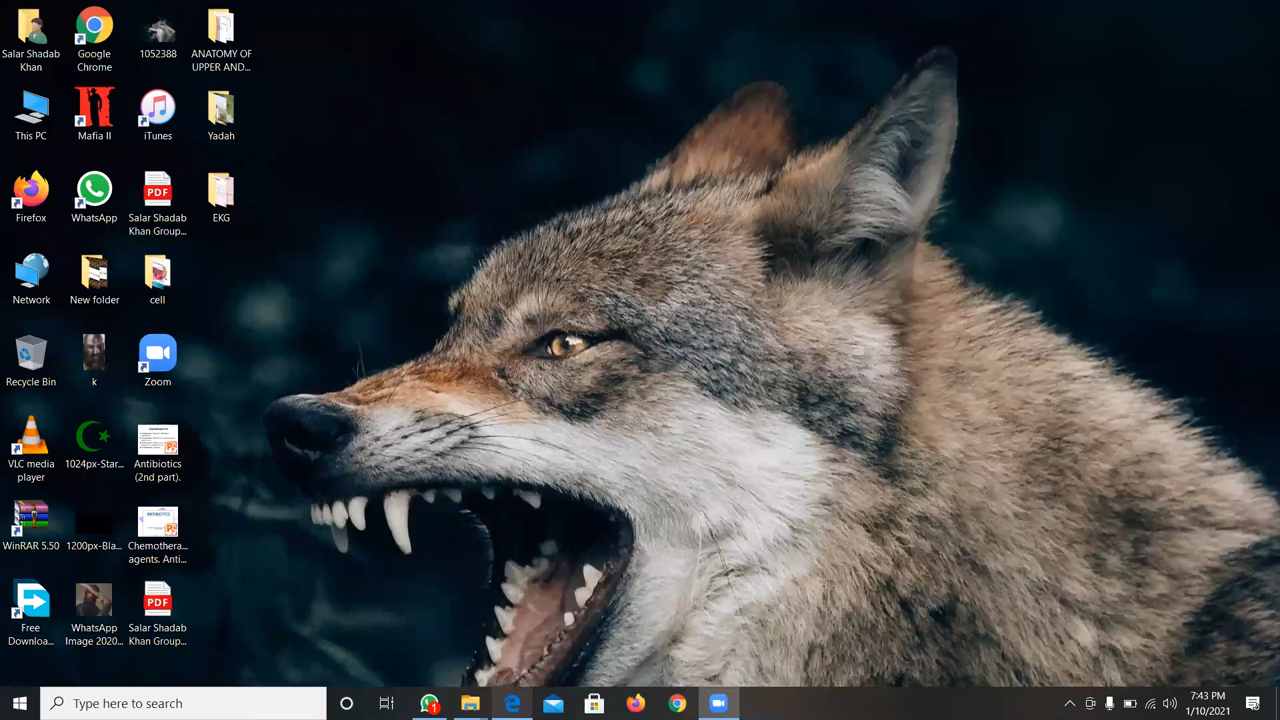 Salar Shadab
Khan
Google
Chrome
1052388
ANATOMY OF
UPPER AND...
This PC
Mafia II
iTunes
Yadah
Firefox
WhatsApp
PDF
Salar Shadab
Khan Group...
EKG
Network
New folder
cell
Recycle Bin
k
Zoom
VLC media
player
1024px-Star...
Antibiotics
(2nd part).
WinRAR 5.50
1200px-Bla...
Chemothera...
agents. Anti...
Free
Downloa...
WhatsApp
Image 2020...
PDF
Salar Shadab
Khan Group...
Type here to search
1
7:43 PM
1/10/2021